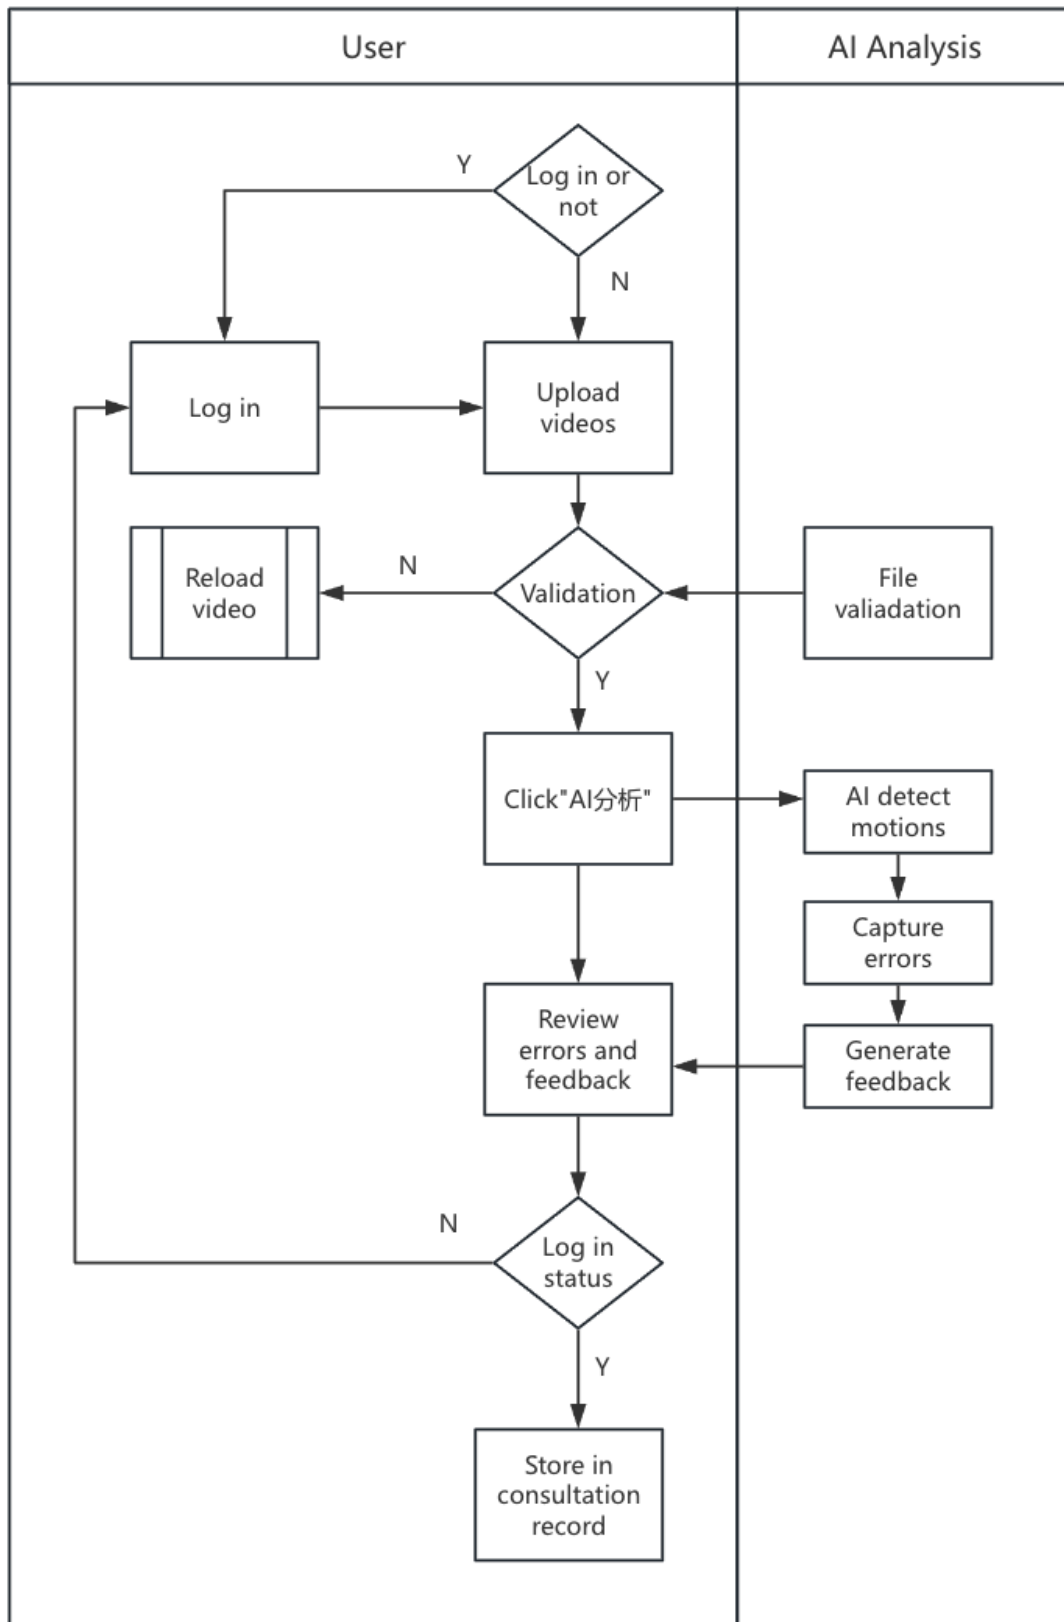 User
AI Analysis
Y
Log in or
not
N
Log in
Upload
videos
Reload
video
N
Validation
File
valiadation
Y
Click"AI分析"
AI detect
motions
Capture
errors
Review
errors and
feedback
Generate
feedback
N
Log in
status
Y
Store in
consultation
record